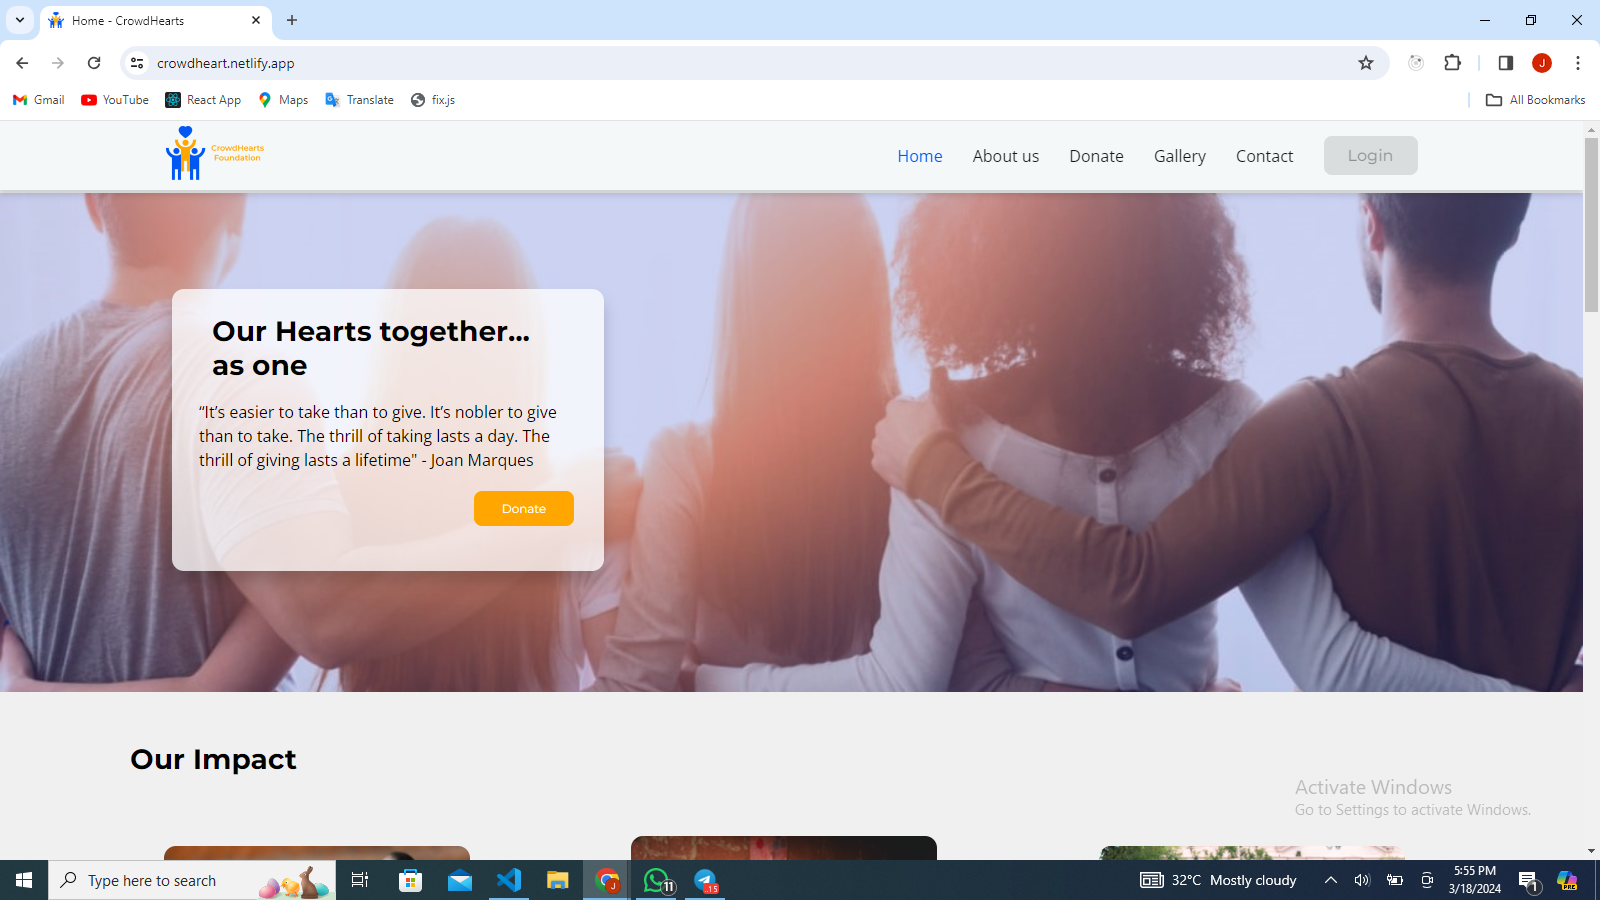 Home - CrowdHearts
crowdheart.netlify.app
J
Gmail
YouTube
React App
Maps
Translate
fix.js
All Bookmarks
CrowdHearts
Foundation
Home
About us
Donate
Gallery
Contact
Login
Our Hearts together...
as one
“It’s easier to take than to give. It’s nobler to give
than to take. The thrill of taking lasts a day. The
thrill of giving lasts a lifetime" - Joan Marques
Donate
Our Impact
Activate Windows
Go to Settings to activate Windows.
Type here to search
J
11
.15
32°C Mostly cloudy
5:55 PM
3/18/2024
1
PRE